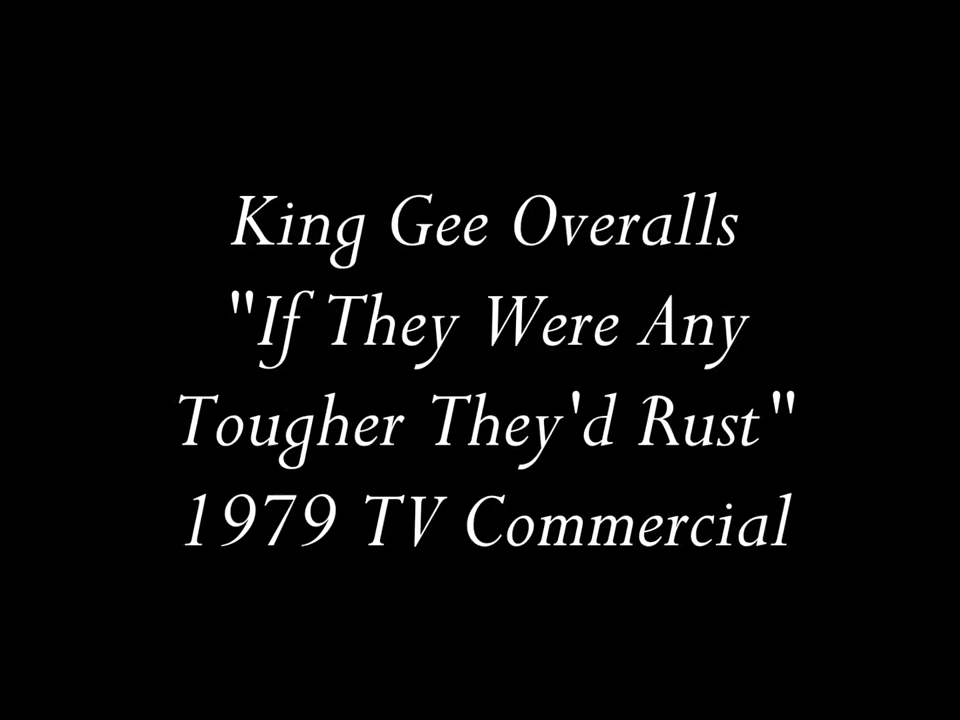 King Gee Overalls
"If They Were Any
Tougher They'd Rust"
1979 TV Commercial